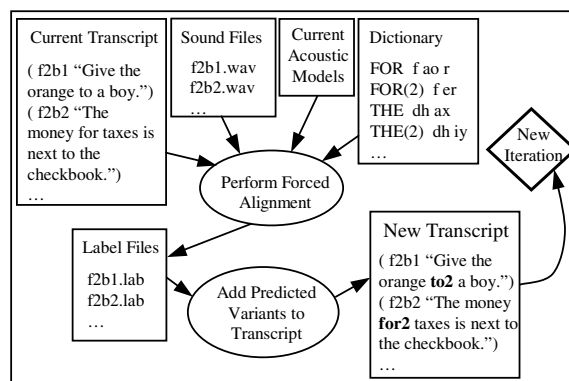 Current Transcript
( f2b1 “Give the
orange to a boy.”)
( f2b2 “The
money for taxes is
next to the
checkbook.”)
…
Sound Files
f2b1.wav
f2b2.wav
…
Current
Acoustic
Models
Dictionary
FOR f ao r
FOR(2) f er
THE dh ax
THE(2) dh iy
…
New
Iteration
Perform Forced
Alignment
Label Files
f2b1.lab
f2b2.lab
…
Add Predicted
Variants to
Transcript
New Transcript
( f2b1 “Give the
orange to2 a boy.”)
( f2b2 “The money
for2 taxes is next to
the checkbook.”)
…